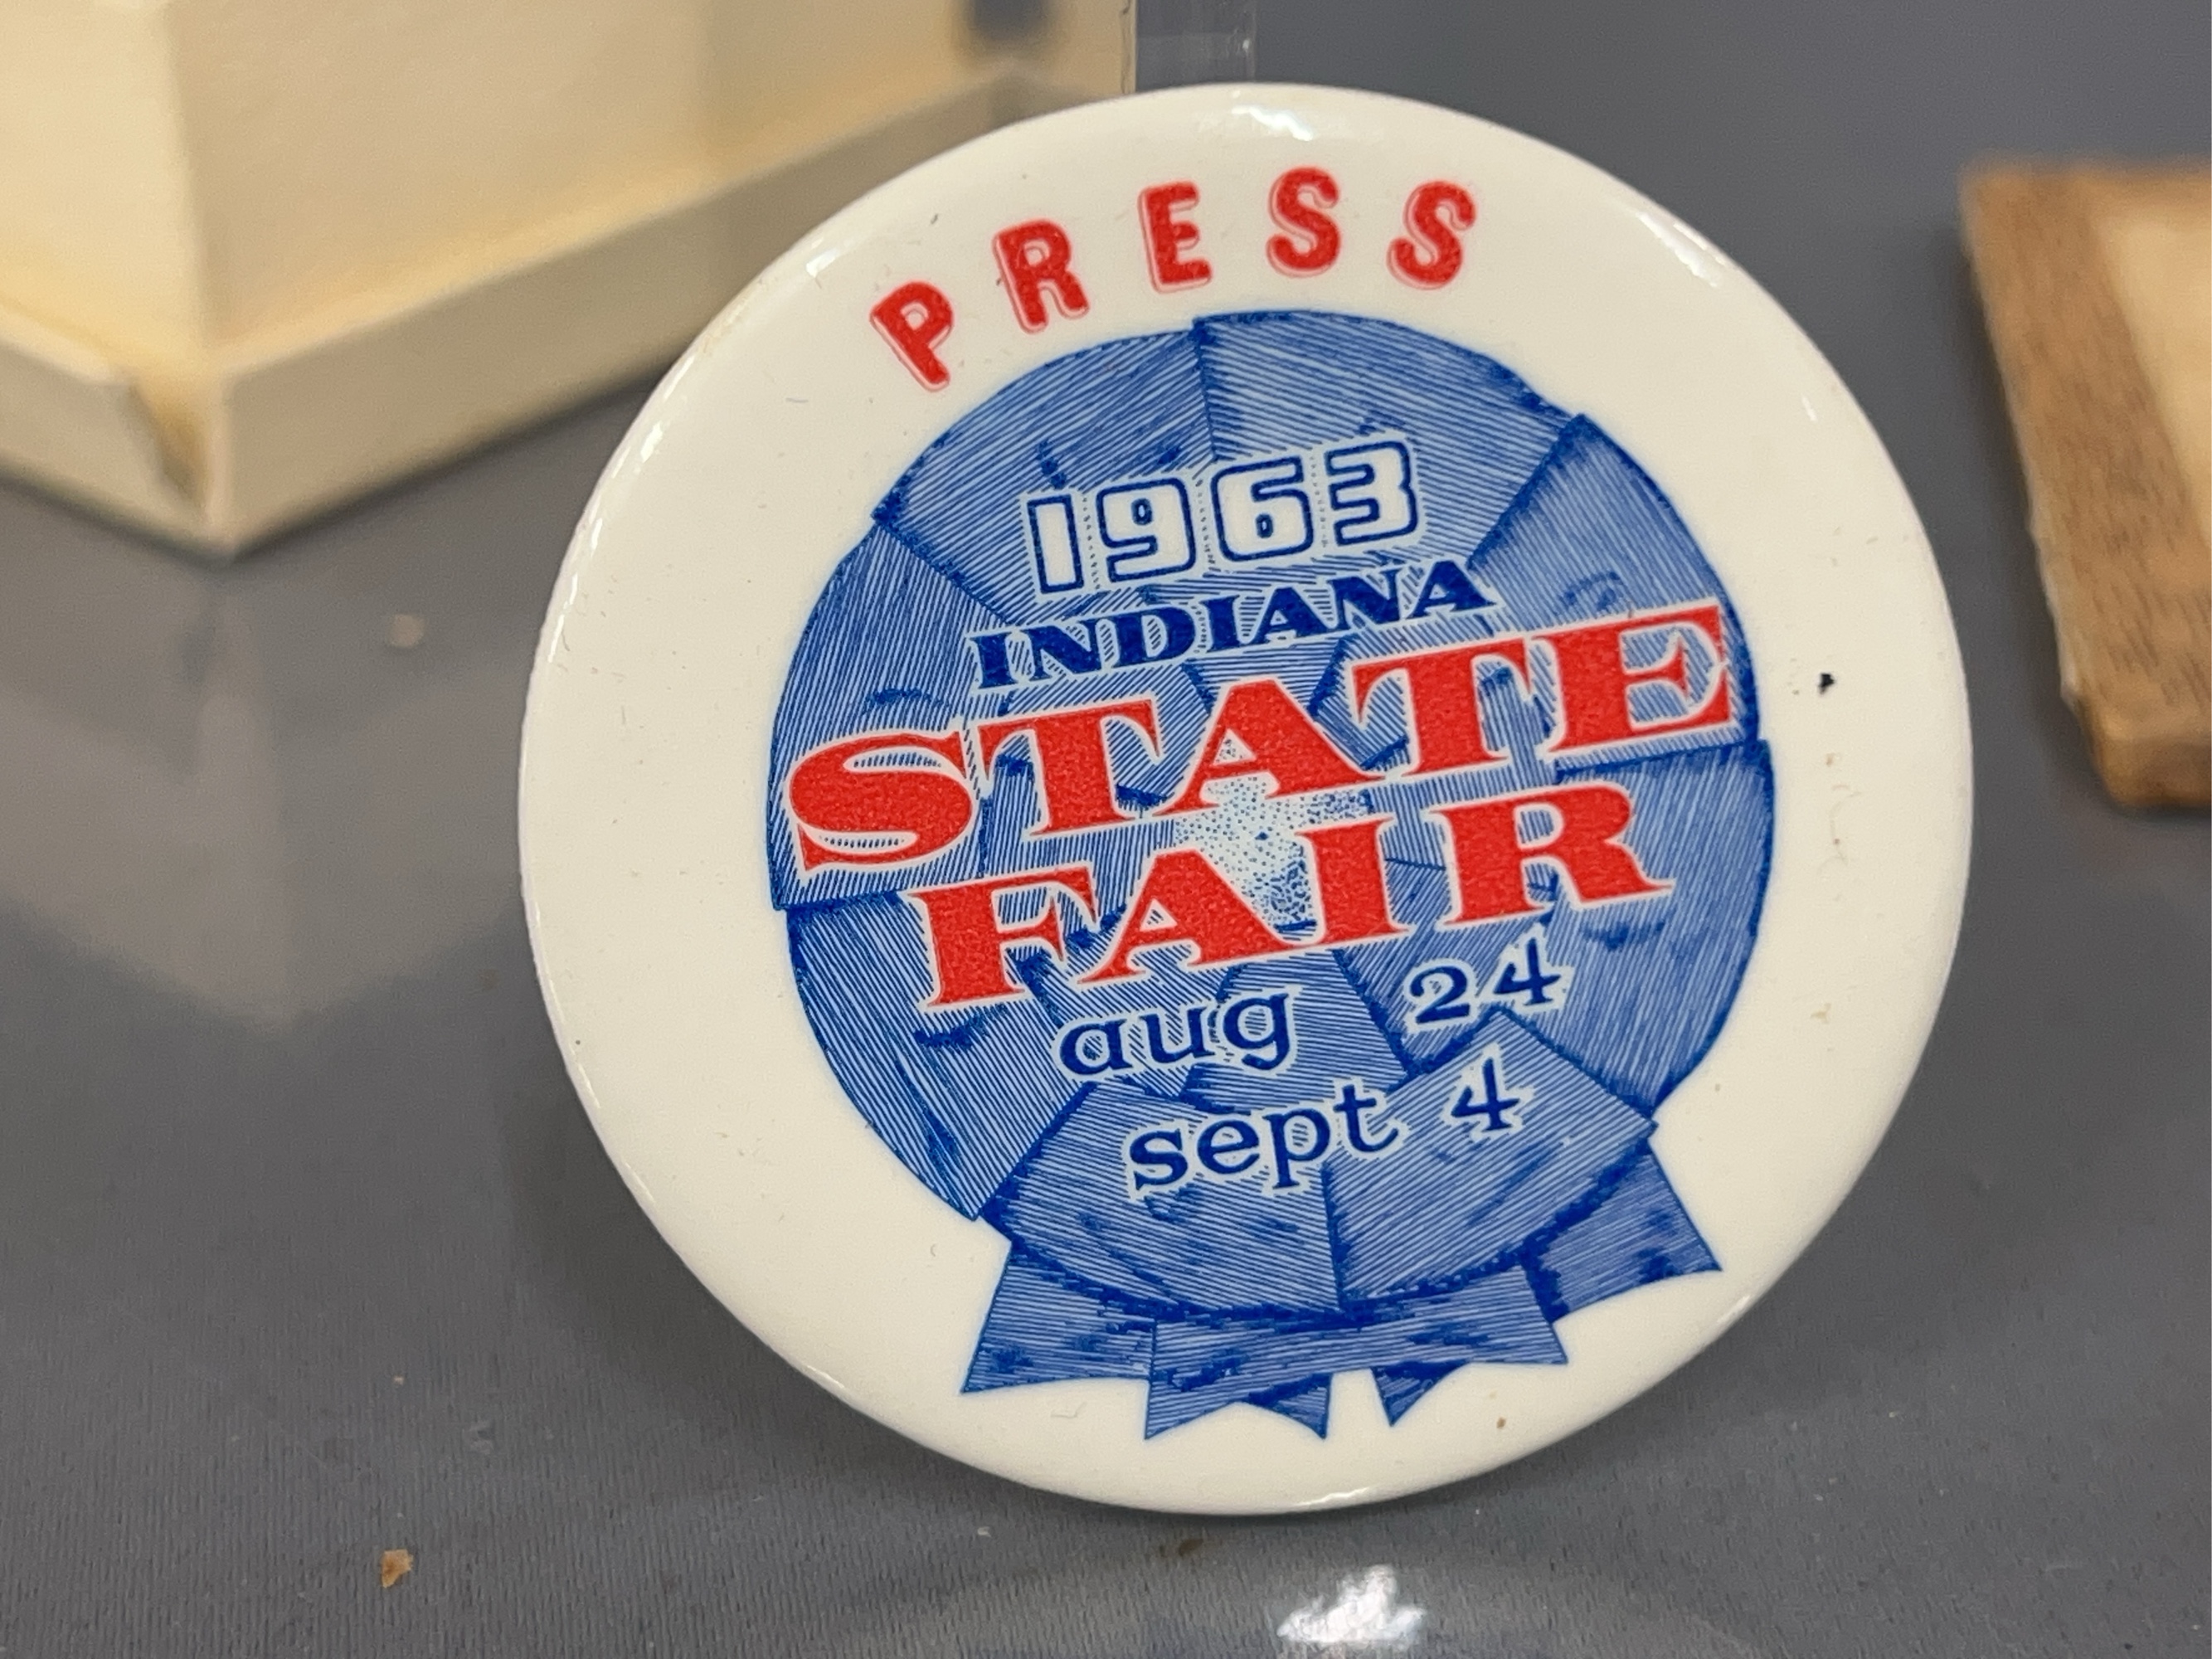 PRESS
1963
INDIANA
STATE
FAIR
aug 24
sept 4